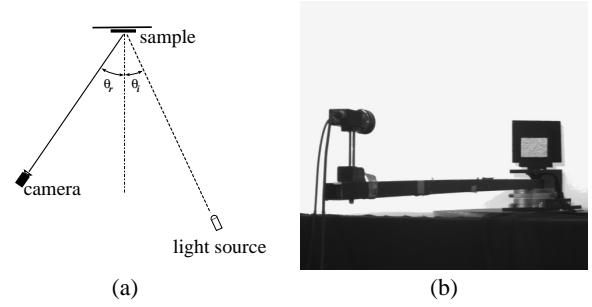 sample
θr θi
camera
light source
(a) (b)